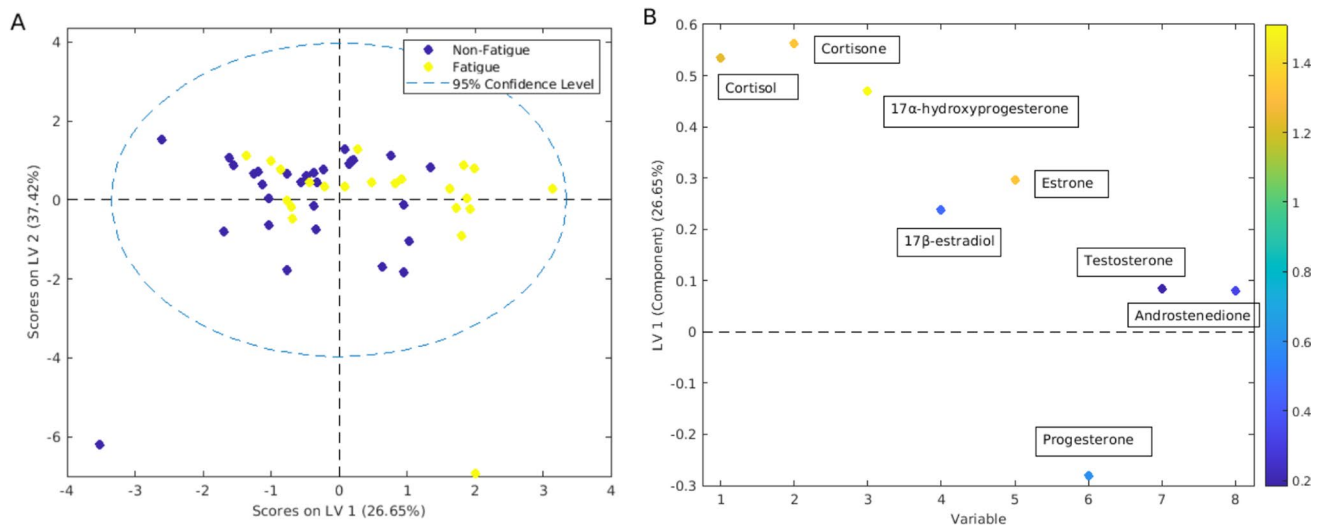 A
Non-Fatigue
Fatigue
95% Confidence Level
4
2
0
-2
-4
-6
Scores on LV 2 (37.42%)
-4
-3
-2
-1
0
1
2
3
4
Scores on LV 1 (26.65%)
B
0.6
0.5
0.4
0.3
0.2
0.1
0
-0.1
-0.2
-0.3
LV 1 (Component) (26.65%)
Cortisone
Cortisol
17α-hydroxyprogesterone
Estrone
17β-estradiol
Testosterone
Androstenedione
Progesterone
1
2
3
4
5
6
7
8
Variable
1.4
1.2
1
0.8
0.6
0.4
0.2